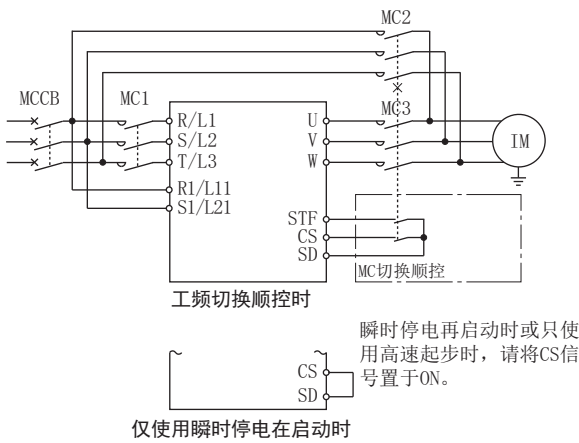 MC2
MCCB
MC1
R/L1
S/L2
T/L3
R1/L11
S1/L21
U
V
W
MC3
IM
STF
CS
SD
MC切换顺控
工频切换顺控时
CS
SD
瞬时停电再启动时或只使
用高速起步时，请将CS信
号置于ON。
仅使用瞬时停电在启动时